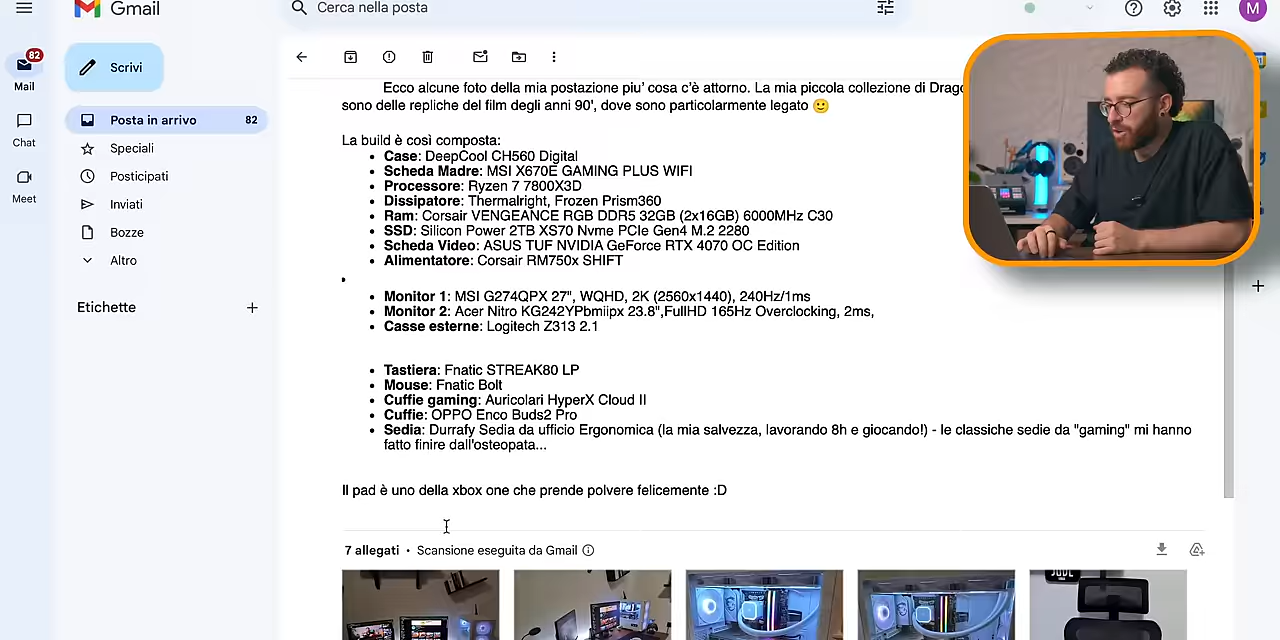 Gmail
Cerca nella posta
M
82
Mail
Scrivi
Posta in arrivo 82
Chat
Speciali
Posticipati
Meet
Inviati
Bozze
Altro
Etichette
Ecco alcune foto della mia postazione piu' cosa c'è attorno. La mia piccola collezione di
sono delle repliche del film degli anni 90', dove sono particolarmente legato 🙂
La build è così composta:
• Case: DeepCool CH560 Digital
• Scheda Madre: MSI X670E GAMING PLUS WIFI
• Processore: Ryzen 7 7800X3D
• Dissipatore: Thermalright, Frozen Prism360
• Ram: Corsair VENGEANCE RGB DDR5 32GB (2x16GB) 6000MHz C30
• SSD: Silicon Power 2TB XS70 Nvme PCIe Gen4 M.2 2280
• Scheda Video: ASUS TUF NVIDIA GeForce RTX 4070 OC Edition
• Alimentatore: Corsair RM750x SHIFT
•
• Monitor 1: MSI G274QPX 27", WQHD, 2K (2560x1440), 240Hz/1ms
• Monitor 2: Acer Nitro KG242YPbmiipx 23.8",FullHD 165Hz Overclocking, 2ms,
• Casse esterne: Logitech Z313 2.1
• Tastiera: Fnatic STREAK80 LP
• Mouse: Fnatic Bolt
• Cuffie gaming: Auricolari HyperX Cloud II
• Cuffie: OPPO Enco Buds2 Pro
• Sedia: Durrafy Sedia da ufficio Ergonomica (la mia salvezza, lavorando 8h e giocando!) - le classiche sedie da "gaming" mi hanno
fatto finire dall'osteopata...
Il pad è uno della xbox one che prende polvere felicemente :D
7 allegati • Scansione eseguita da Gmail